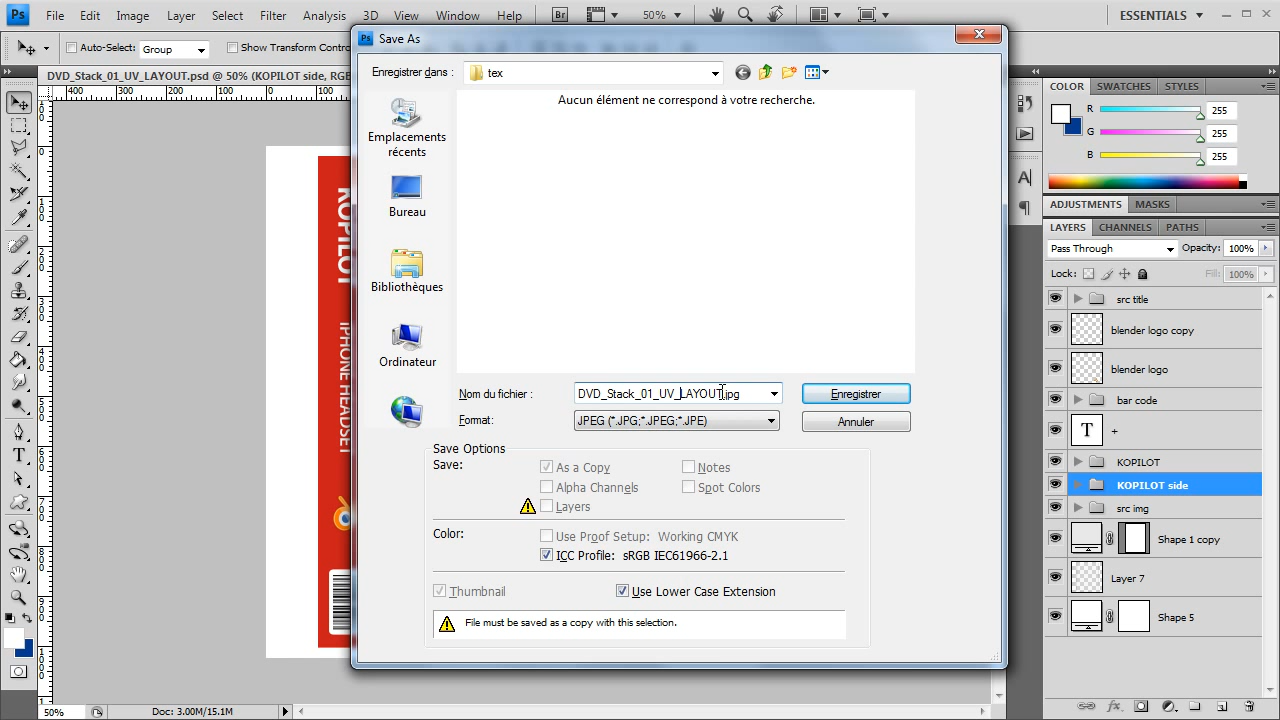 Ps File Edit Image Layer Select Filter Analysis 3D View Window Help Br 50% ESSENTIALS
Auto-Select: Group Show Transform Contro
Save As
Enregistrer dans : tex
DVD_Stack_01_UV_LAYOUT.psd @ 50% (KOPILOT side, RGB
400 300 200 100 0 100
Aucun élément ne correspond à votre recherche.
Emplacements
récents
Bureau
Bibliothèques
Ordinateur
Nom du fichier : DVD_Stack_01_UV_LAYOUT.jpg Enregistrer
Format: JPEG (*.JPG;*.JPEG;*.JPE) Annuler
Save Options
Save: As a Copy Notes
Alpha Channels Spot Colors
Layers
Color: Use Proof Setup: Working CMYK
ICC Profile: sRGB IEC61966-2.1
Thumbnail Use Lower Case Extension
File must be saved as a copy with this selection.
KOPILOT
IPHONE HEADSET
COLOR SWATCHES STYLES
R 255
G 255
B 255
ADJUSTMENTS MASKS
LAYERS CHANNELS PATHS
Pass Through Opacity: 100%
Lock: Fill: 100%
src title
blender logo copy
blender logo
bar code
T +
KOPILOT
KOPILOT side
src img
Shape 1 copy
Layer 7
Shape 5
50% Doc: 3.00M/15.1M